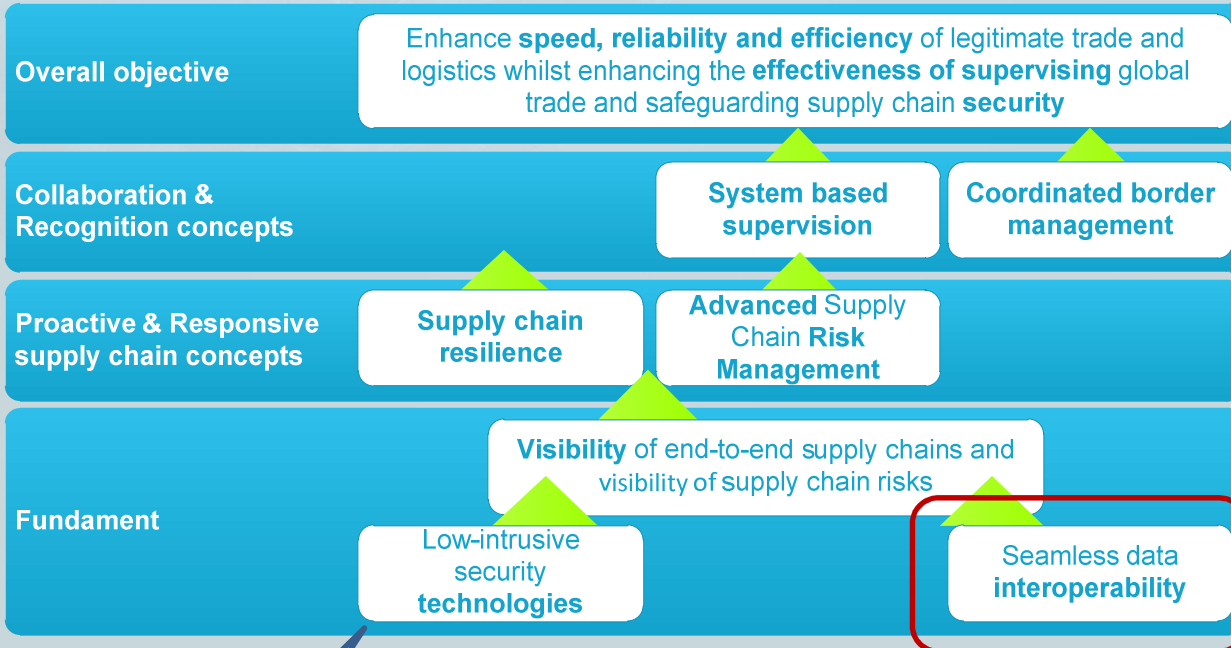 Overall objective
Enhance speed, reliability and efficiency of legitimate trade and
logistics whilst enhancing the effectiveness of supervising global
trade and safeguarding supply chain security
Collaboration &
Recognition concepts
System based
supervision
Coordinated border
management
Proactive & Responsive
supply chain concepts
Supply chain
resilience
Advanced Supply
Chain Risk
Management
Fundament
Visibility of end-to-end supply chains and
visibility of supply chain risks
Low-intrusive
security
technologies
Seamless data
interoperability